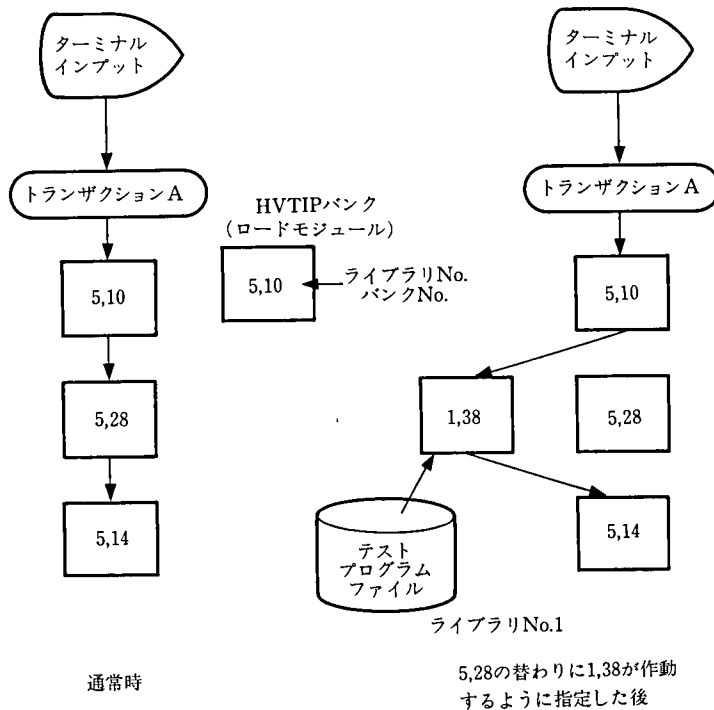 ターミナル
インプット
トランザクションA
5,10
5,28
5,14
通常時
HVTIPバンク
(ロードモジュール)
5,10
ライブラリNo.
バンクNo.
ターミナル
インプット
トランザクションA
5,10
1,38
5,28
5,14
テスト
プログラム
ファイル
ライブラリNo.1
5,28の替わりに1,38が作動
するように指定した後